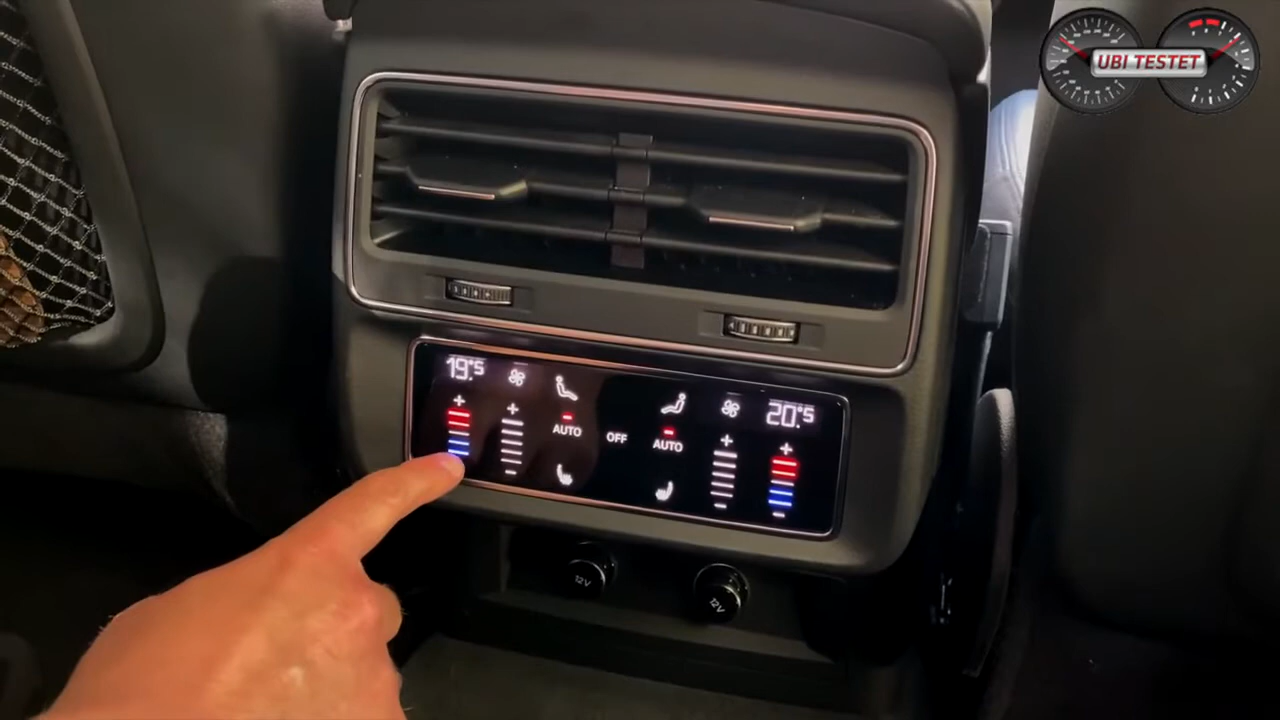 UBI TESTET
19.°5
20.°5
+
+
+
+
AUTO
OFF
AUTO
-
-
-
-
12V
12V